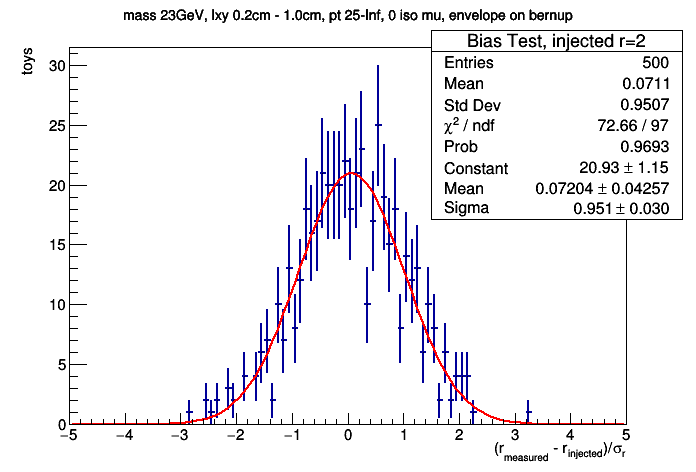 mass 23GeV, lxy 0.2cm - 1.0cm, pt 25-Inf, 0 iso mu, envelope on bernup
Bias Test, injected r=2
Entries 500
Mean 0.0711
Std Dev 0.9507
χ² / ndf 72.66 / 97
Prob 0.9693
Constant 20.93 ± 1.15
Mean 0.07204 ± 0.04257
Sigma 0.951 ± 0.030
toys
30
25
20
15
10
5
0
−5 −4 −3 −2 −1 0 1 2 3 4 5
(r_measured - r_injected)/σ_r